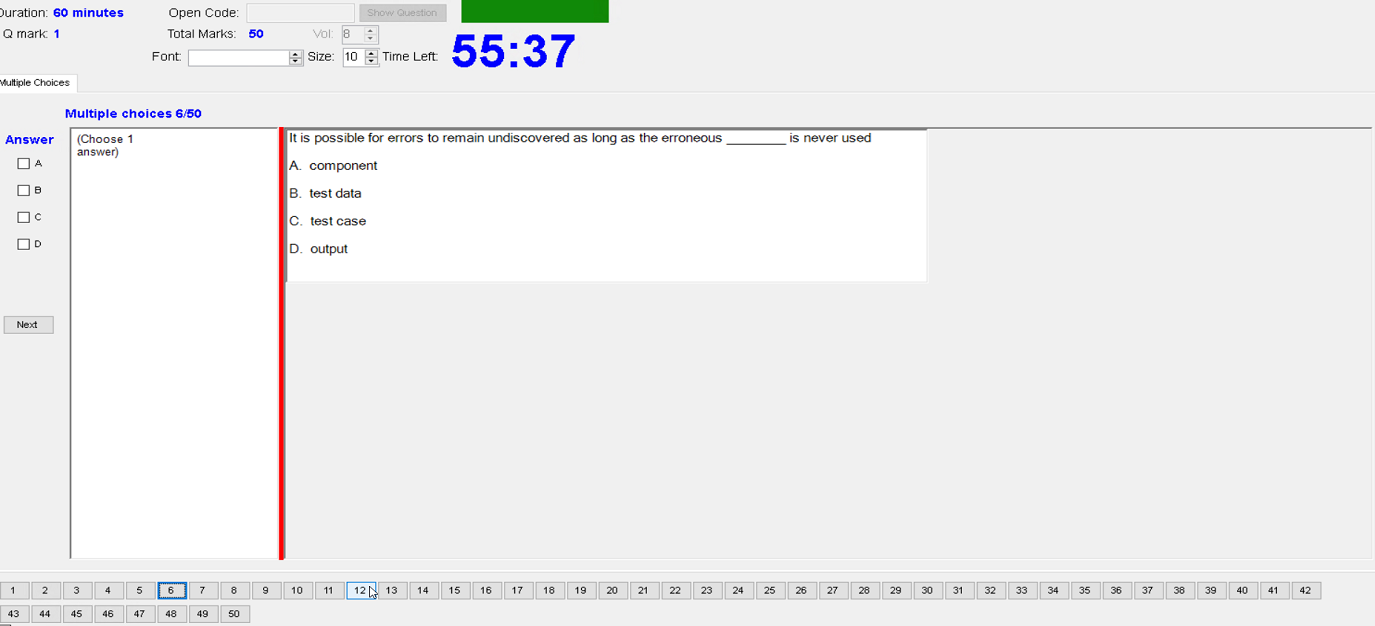 Duration: 60 minutes Open Code: Show Question
Q mark: 1 Total Marks: 50 Vol: 8
Font: Size: 10 Time Left: 55:37
Multiple Choices
Multiple choices 6/50
Answer
(Choose 1
answer)
A
B
C
D
Next
It is possible for errors to remain undiscovered as long as the erroneous ________ is never used
A. component
B. test data
C. test case
D. output
1 2 3 4 5 6 7 8 9 10 11 12 13 14 15 16 17 18 19 20 21 22 23 24 25 26 27 28 29 30 31 32 33 34 35 36 37 38 39 40 41 42
43 44 45 46 47 48 49 50